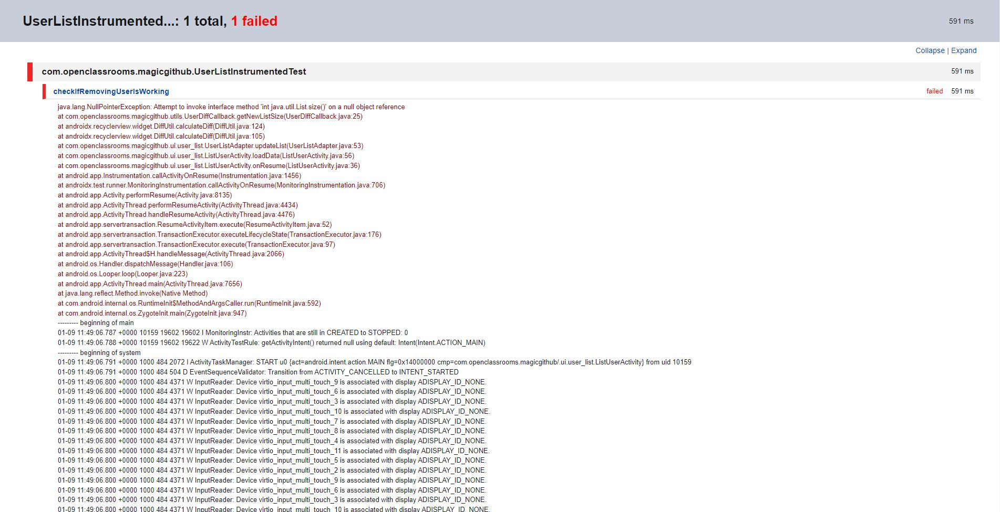 UserListInstrumented...: 1 total, 1 failed
591 ms
Collapse | Expand
com.openclassrooms.magicgithub.UserListInstrumentedTest
591 ms
checkIfRemovingUserIsWorking
failed 591 ms
java.lang.NullPointerException: Attempt to invoke interface method 'int java.util.List.size()' on a null object reference
at com.openclassrooms.magicgithub.utils.UserDiffCallback.getNewListSize(UserDiffCallback.java:25)
at androidx.recyclerview.widget.DiffUtil.calculateDiff(DiffUtil.java:124)
at androidx.recyclerview.widget.DiffUtil.calculateDiff(DiffUtil.java:105)
at com.openclassrooms.magicgithub.ui.user_list.UserListAdapter.updateList(UserListAdapter.java:53)
at com.openclassrooms.magicgithub.ui.user_list.ListUserActivity.loadData(ListUserActivity.java:56)
at com.openclassrooms.magicgithub.ui.user_list.ListUserActivity.onResume(ListUserActivity.java:36)
at android.app.Instrumentation.callActivityOnResume(Instrumentation.java:1456)
at androidx.test.runner.MonitoringInstrumentation.callActivityOnResume(MonitoringInstrumentation.java:706)
at android.app.Activity.performResume(Activity.java:8135)
at android.app.ActivityThread.performResumeActivity(ActivityThread.java:4434)
at android.app.ActivityThread.handleResumeActivity(ActivityThread.java:4476)
at android.app.servertransaction.ResumeActivityItem.execute(ResumeActivityItem.java:52)
at android.app.servertransaction.TransactionExecutor.executeLifecycleState(TransactionExecutor.java:176)
at android.app.servertransaction.TransactionExecutor.execute(TransactionExecutor.java:97)
at android.app.ActivityThread$H.handleMessage(ActivityThread.java:2066)
at android.os.Handler.dispatchMessage(Handler.java:106)
at android.os.Looper.loop(Looper.java:223)
at android.app.ActivityThread.main(ActivityThread.java:7656)
at java.lang.reflect.Method.invoke(Native Method)
at com.android.internal.os.RuntimeInit$MethodAndArgsCaller.run(RuntimeInit.java:592)
at com.android.internal.os.ZygoteInit.main(ZygoteInit.java:947)
--------- beginning of main
01-09 11:49:06.787 +0000 10159 19602 19602 I MonitoringInstr: Activities that are still in CREATED to STOPPED: 0
01-09 11:49:06.788 +0000 10159 19602 19622 W ActivityTestRule: getActivityIntent() returned null using default: Intent(Intent.ACTION_MAIN)
--------- beginning of system
01-09 11:49:06.791 +0000 1000 484 2072 I ActivityTaskManager: START u0 {act=android.intent.action.MAIN flg=0x14000000 cmp=com.openclassrooms.magicgithub/.ui.user_list.ListUserActivity} from uid 10159
01-09 11:49:06.791 +0000 1000 484 504 D EventSequenceValidator: Transition from ACTIVITY_CANCELLED to INTENT_STARTED
01-09 11:49:06.800 +0000 1000 484 4371 W InputReader: Device virtio_input_multi_touch_9 is associated with display ADISPLAY_ID_NONE.
01-09 11:49:06.800 +0000 1000 484 4371 W InputReader: Device virtio_input_multi_touch_6 is associated with display ADISPLAY_ID_NONE.
01-09 11:49:06.800 +0000 1000 484 4371 W InputReader: Device virtio_input_multi_touch_3 is associated with display ADISPLAY_ID_NONE.
01-09 11:49:06.800 +0000 1000 484 4371 W InputReader: Device virtio_input_multi_touch_10 is associated with display ADISPLAY_ID_NONE.
01-09 11:49:06.800 +0000 1000 484 4371 W InputReader: Device virtio_input_multi_touch_7 is associated with display ADISPLAY_ID_NONE.
01-09 11:49:06.800 +0000 1000 484 4371 W InputReader: Device virtio_input_multi_touch_8 is associated with display ADISPLAY_ID_NONE.
01-09 11:49:06.800 +0000 1000 484 4371 W InputReader: Device virtio_input_multi_touch_4 is associated with display ADISPLAY_ID_NONE.
01-09 11:49:06.800 +0000 1000 484 4371 W InputReader: Device virtio_input_multi_touch_11 is associated with display ADISPLAY_ID_NONE.
01-09 11:49:06.800 +0000 1000 484 4371 W InputReader: Device virtio_input_multi_touch_5 is associated with display ADISPLAY_ID_NONE.
01-09 11:49:06.800 +0000 1000 484 4371 W InputReader: Device virtio_input_multi_touch_2 is associated with display ADISPLAY_ID_NONE.
01-09 11:49:06.800 +0000 1000 484 4371 W InputReader: Device virtio_input_multi_touch_9 is associated with display ADISPLAY_ID_NONE.
01-09 11:49:06.800 +0000 1000 484 4371 W InputReader: Device virtio_input_multi_touch_6 is associated with display ADISPLAY_ID_NONE.
01-09 11:49:06.800 +0000 1000 484 4371 W InputReader: Device virtio_input_multi_touch_3 is associated with display ADISPLAY_ID_NONE.
01-09 11:49:06.800 +0000 1000 484 4371 W InputReader: Device virtio_input_multi_touch_10 is associated with display ADISPLAY_ID_NONE.